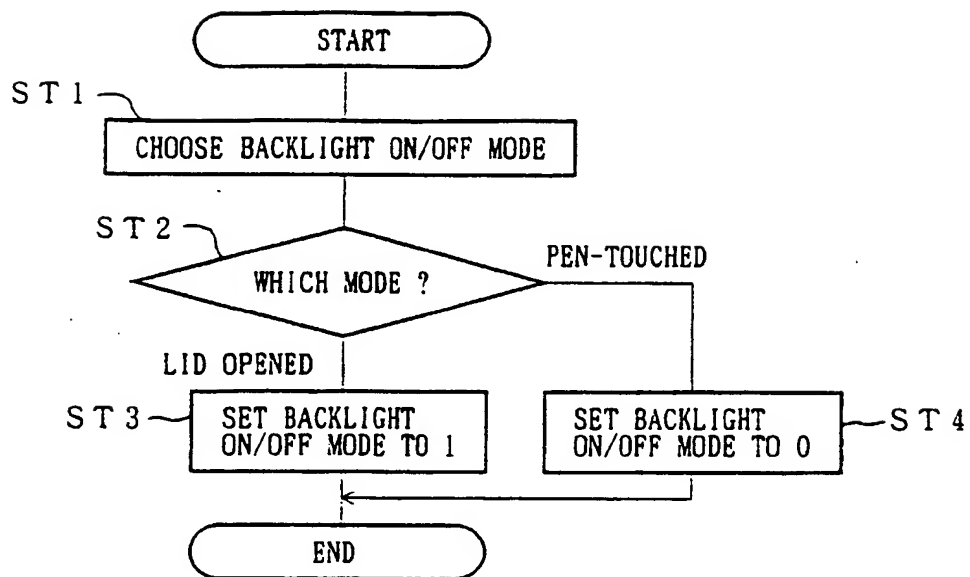 START
ST1
CHOOSE BACKLIGHT ON/OFF MODE
ST2
PEN-TOUCHED
WHICH MODE ?
LID OPENED
ST3
SET BACKLIGHT
ON/OFF MODE TO 1
SET BACKLIGHT
ON/OFF MODE TO 0
ST4
END